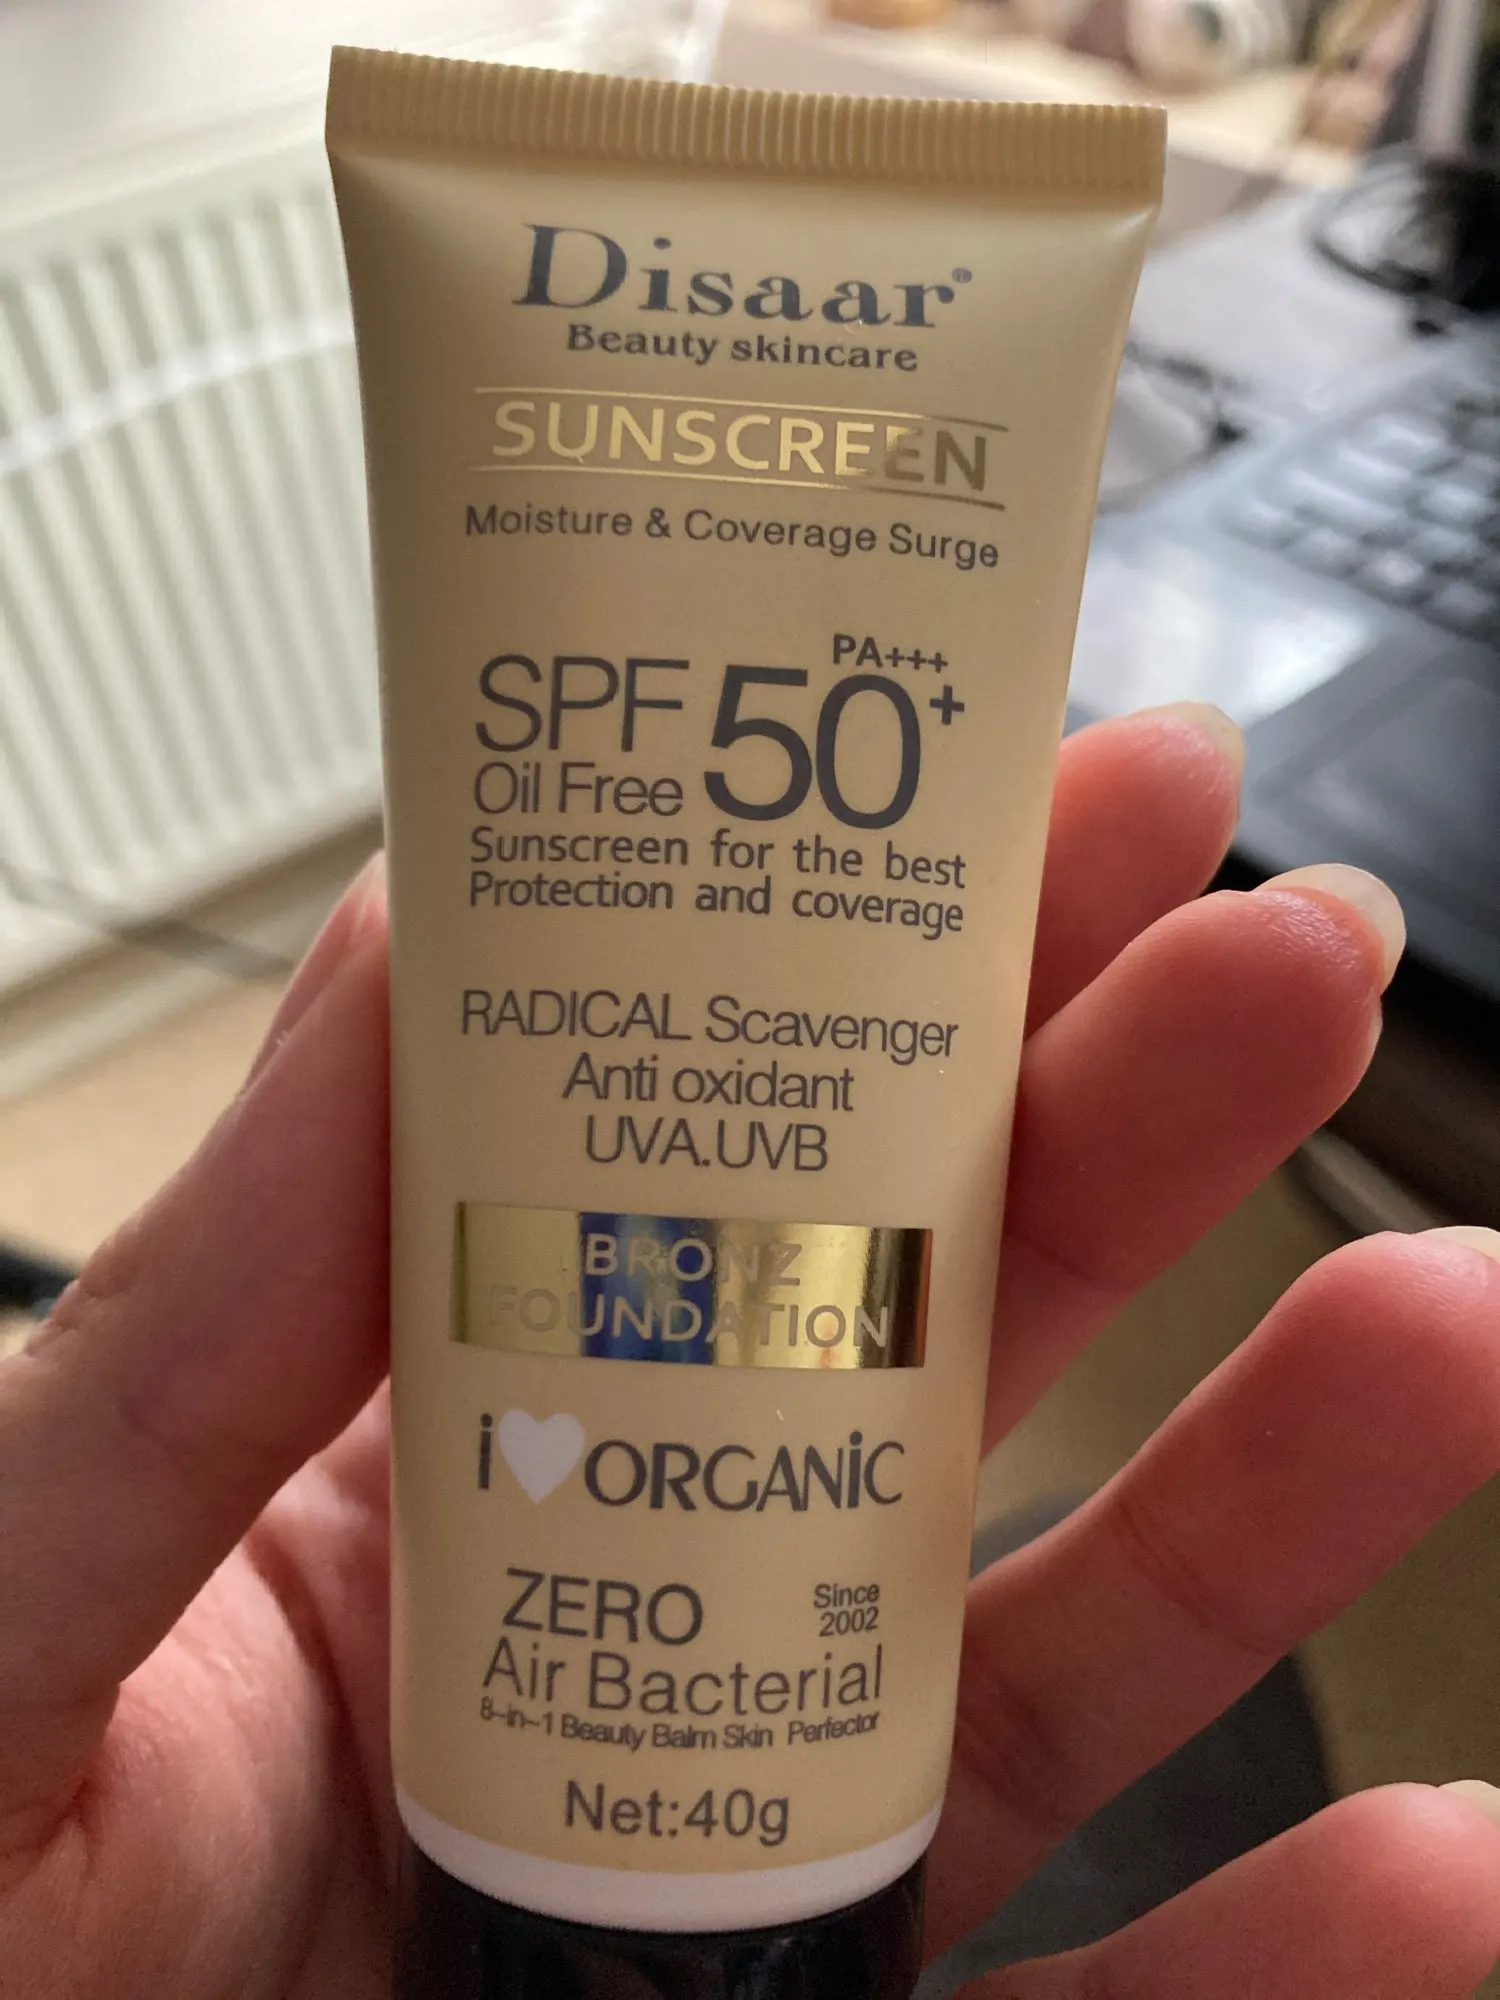 Disaar®
Beauty skincare
SUNSCREEN
Moisture & Coverage Surge
PA+++
SPF 50+
Oil Free
Sunscreen for the best
Protection and coverage
RADICAL Scavenger
Anti oxidant
UVA.UVB
BRONZ
FOUNDATION
i♥ORGANiC
ZERO
Since
2002
Air Bacterial
8-in-1 Beauty Balm Skin Perfector
Net:40g